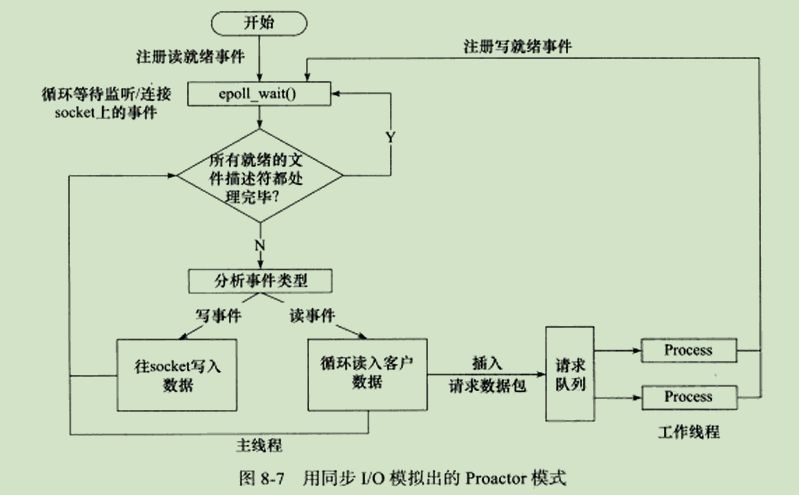 开始
注册读就绪事件
注册写就绪事件
循环等待监听/连接
socket上的事件
epoll_wait()
Y
所有就绪的文
件描述符都处
理完毕?
N
分析事件类型
写事件
读事件
往socket写入
数据
循环读入客户
数据
插入
请求数据包
请求
队列
Process
Process
主线程
工作线程
图 8-7 用同步 I/O 模拟出的 Proactor 模式